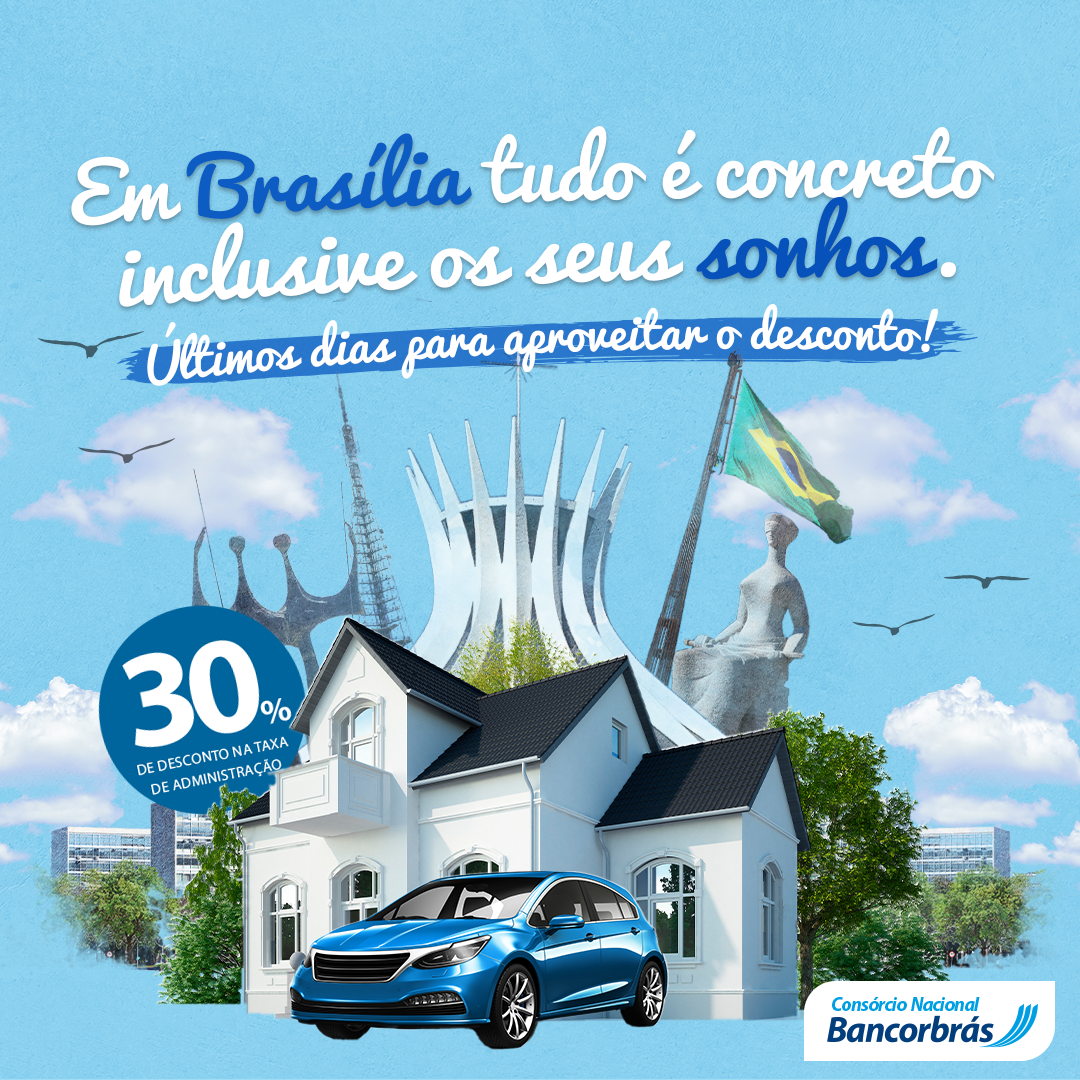 Em Brasília tudo é concreto
inclusive os seus sonhos.
Últimos dias para aproveitar o desconto!
30%
DE DESCONTO NA TAXA
DE ADMINISTRAÇÃO
Consórcio Nacional
Bancorbrás